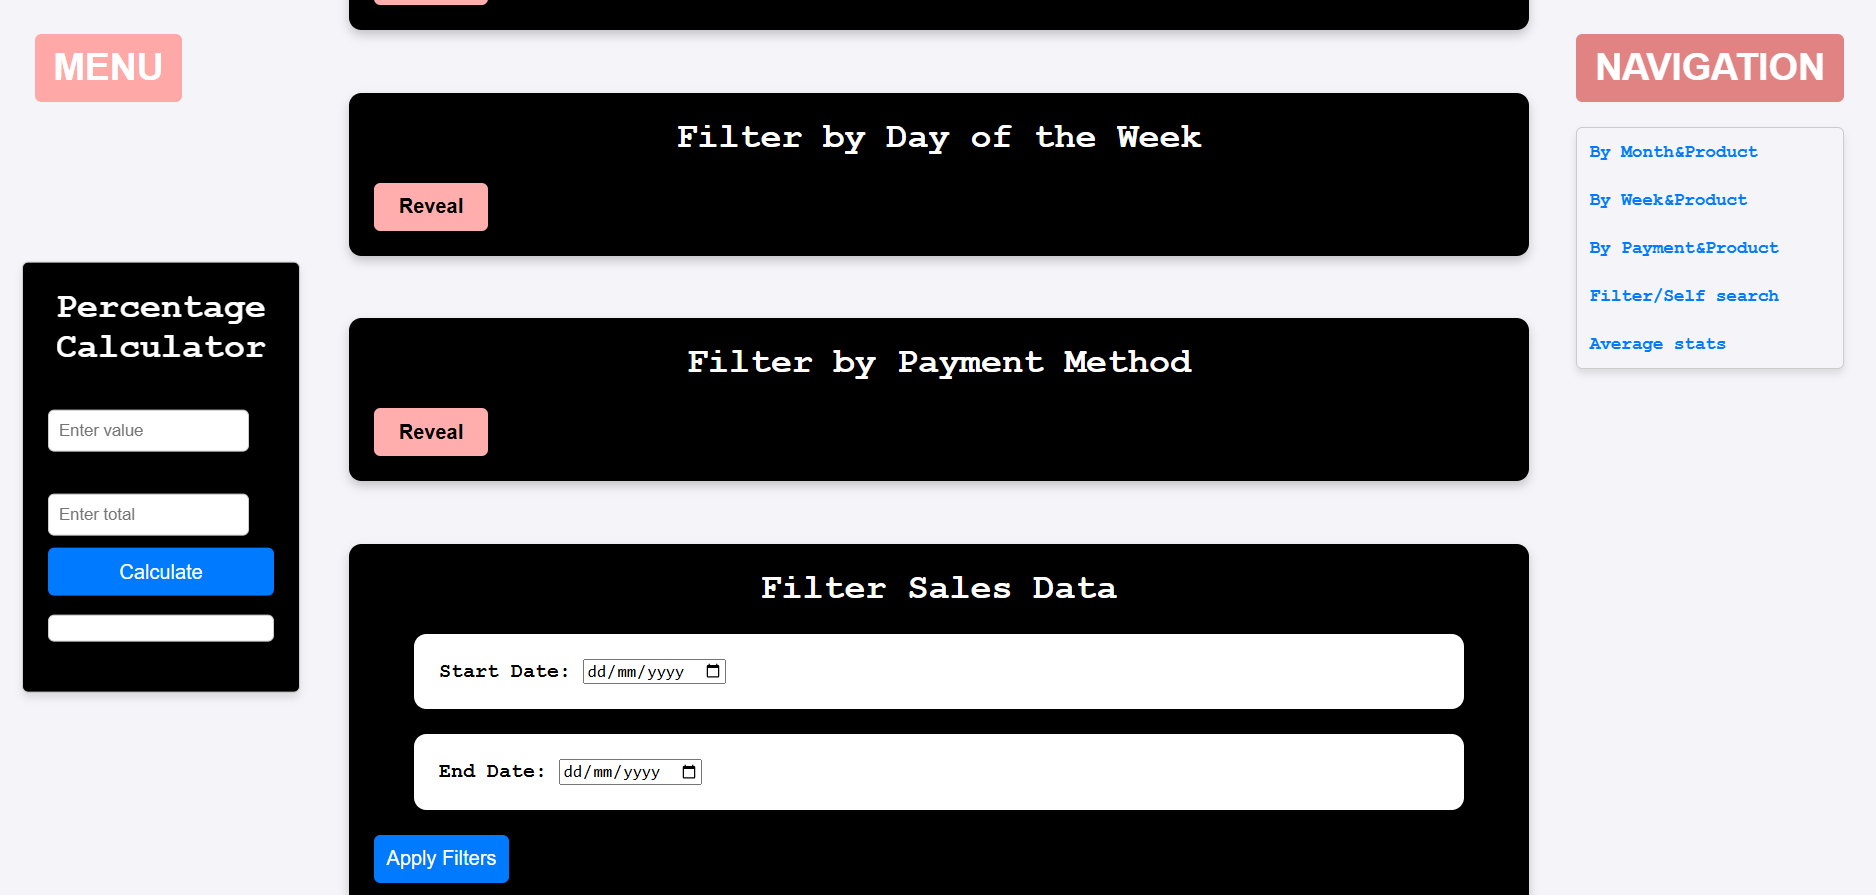 MENU
Percentage
Calculator
Enter value
Enter total
Calculate
Filter by Day of the Week
Reveal
Filter by Payment Method
Reveal
Filter Sales Data
Start Date: dd/mm/yyyy
End Date: dd/mm/yyyy
Apply Filters
NAVIGATION
By Month&Product
By Week&Product
By Payment&Product
Filter/Self search
Average stats